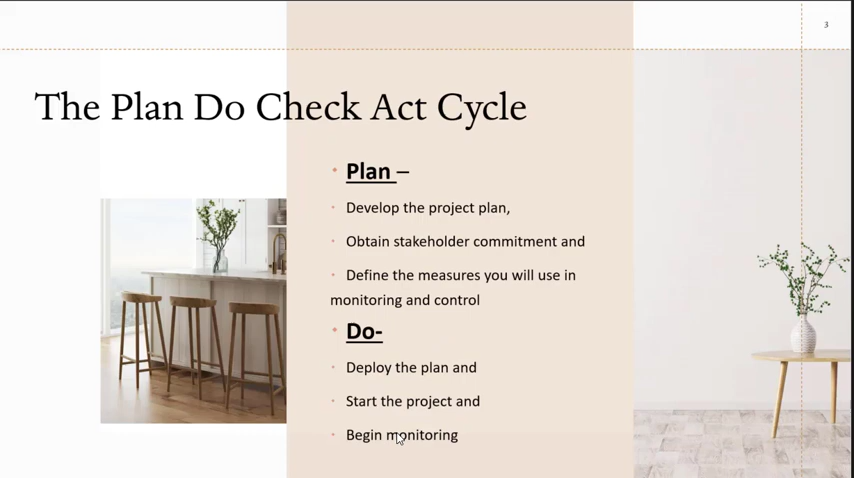 3
The Plan Do Check Act Cycle
• Plan –
• Develop the project plan,
• Obtain stakeholder commitment and
• Define the measures you will use in
monitoring and control
• Do-
• Deploy the plan and
• Start the project and
• Begin monitoring